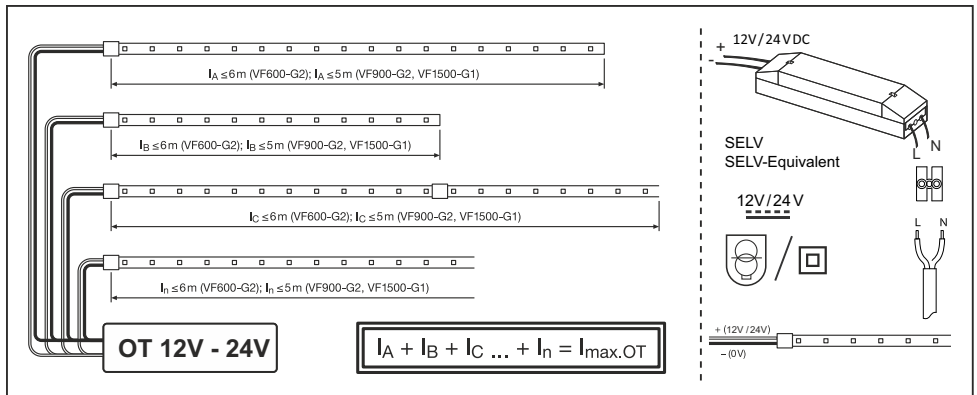 lA ≤ 6m (VF600-G2); lA ≤ 5m (VF900-G2, VF1500-G1)
lB ≤ 6m (VF600-G2); lB ≤ 5m (VF900-G2, VF1500-G1)
lC ≤ 6m (VF600-G2); lC ≤ 5m (VF900-G2, VF1500-G1)
ln ≤ 6m (VF600-G2); ln ≤ 5m (VF900-G2, VF1500-G1)
OT 12V - 24V
lA + lB + lC ... + ln = lmax.OT
+ 12V/24VDC
-
L N
SELV
SELV-Equivalent
12V/24V
L N
+ (12V/24V)
– (0V)